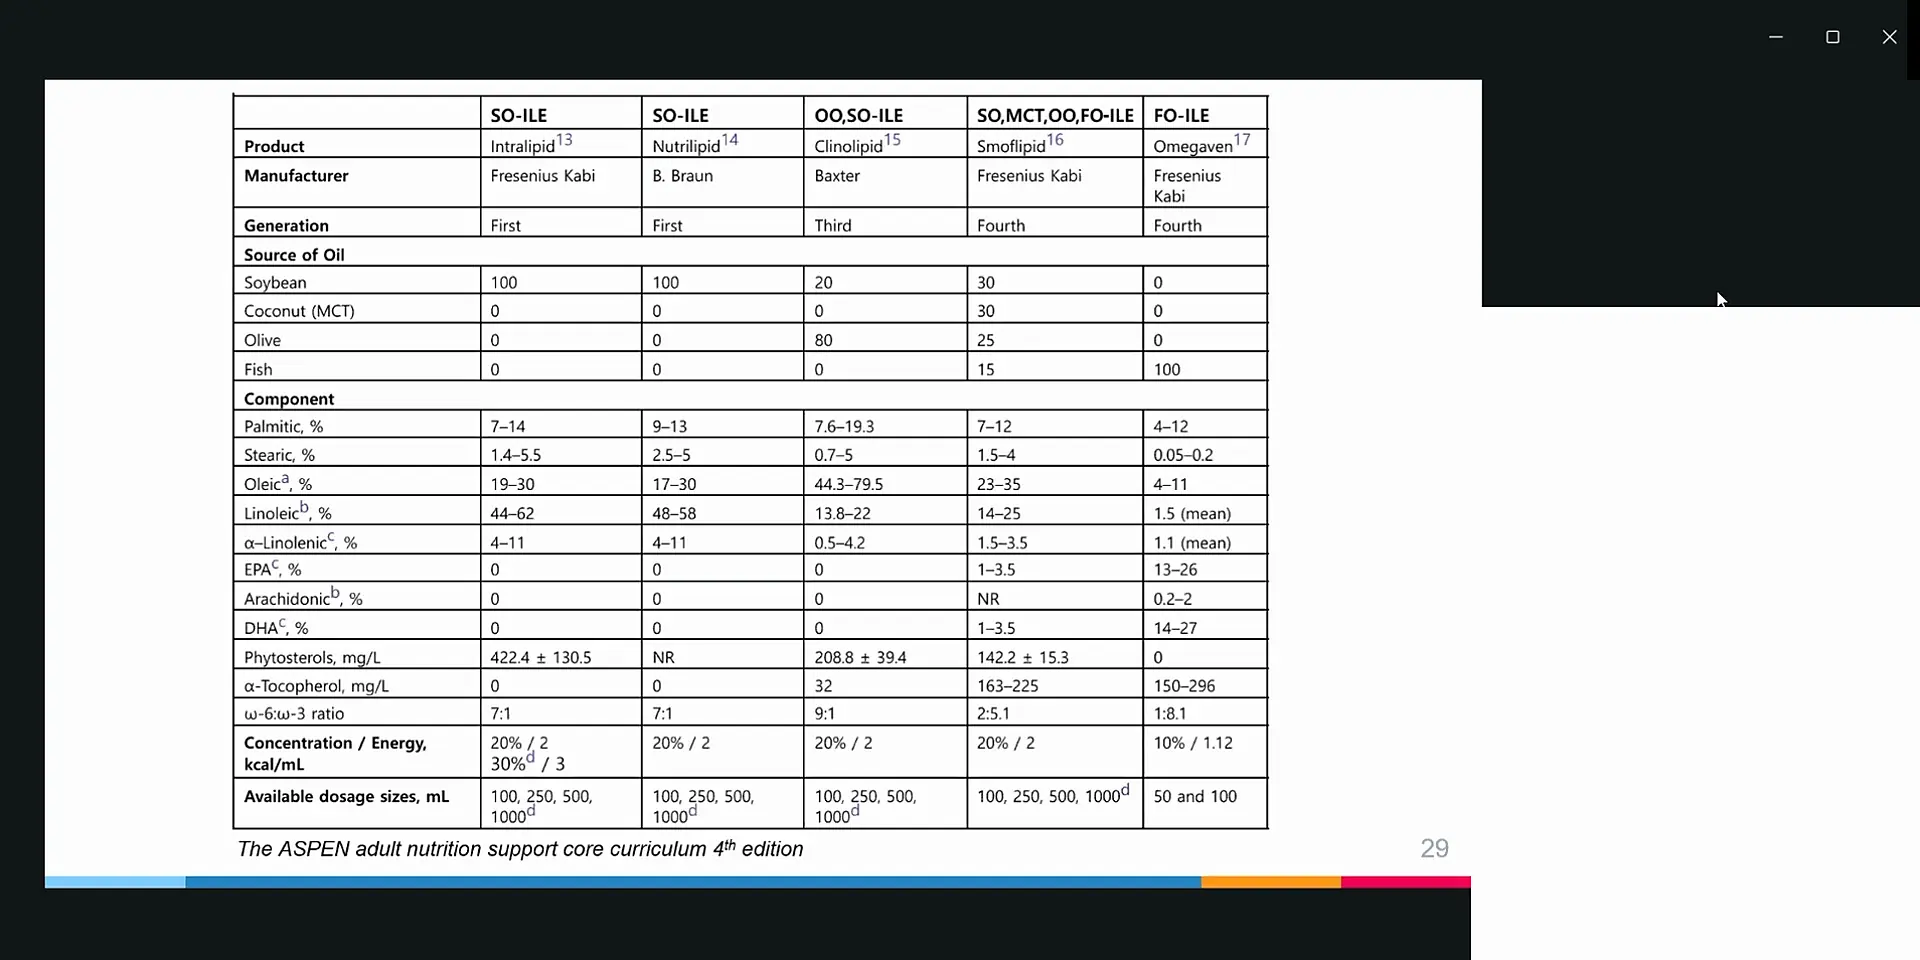 SO-ILE SO-ILE OO,SO-ILE SO,MCT,OO,FO-ILE FO-ILE
Product Intralipid13 Nutrilipid14 Clinolipid15 Smoflipid16 Omegaven17
Manufacturer Fresenius Kabi B. Braun Baxter Fresenius Kabi Fresenius
Kabi
Generation First First Third Fourth Fourth
Source of Oil
Soybean 100 100 20 30 0
Coconut (MCT) 0 0 0 30 0
Olive 0 0 80 25 0
Fish 0 0 0 15 100
Component
Palmitic, % 7–14 9–13 7.6–19.3 7–12 4–12
Stearic, % 1.4–5.5 2.5–5 0.7–5 1.5–4 0.05–0.2
Oleica, % 19–30 17–30 44.3–79.5 23–35 4–11
Linoleicb, % 44–62 48–58 13.8–22 14–25 1.5 (mean)
α–Linolenicc, % 4–11 4–11 0.5–4.2 1.5–3.5 1.1 (mean)
EPAc, % 0 0 0 1–3.5 13–26
Arachidonicb, % 0 0 0 NR 0.2–2
DHAc, % 0 0 0 1–3.5 14–27
Phytosterols, mg/L 422.4 ± 130.5 NR 208.8 ± 39.4 142.2 ± 15.3 0
α-Tocopherol, mg/L 0 0 32 163–225 150–296
ω-6:ω-3 ratio 7:1 7:1 9:1 2:5.1 1:8.1
Concentration / Energy, 20% / 2 20% / 2 20% / 2 20% / 2 10% / 1.12
kcal/mL 30%d / 3
Available dosage sizes, mL 100, 250, 500, 100, 250, 500, 100, 250, 500, 100, 250, 500, 1000d 50 and 100
1000d 1000d 1000d
The ASPEN adult nutrition support core curriculum 4th edition
29